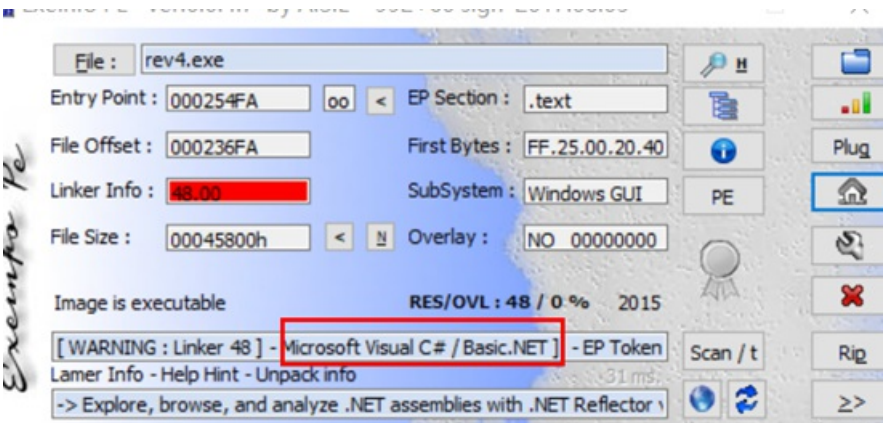 File : rev4.exe H
Entry Point : 000254FA oo < EP Section : .text
File Offset : 000236FA First Bytes : FF.25.00.20.40 Plug
Linker Info : 48.00 SubSystem : Windows GUI PE
File Size : 00045800h < N Overlay : NO 00000000
Image is executable RES/OVL : 48 / 0 % 2015
[ WARNING : Linker 48 ] - Microsoft Visual C# / Basic.NET ] - EP Token Scan / t Rip
Lamer Info - Help Hint - Unpack info 31 ms.
-> Explore, browse, and analyze .NET assemblies with .NET Reflector >>
Exeinfo Pe